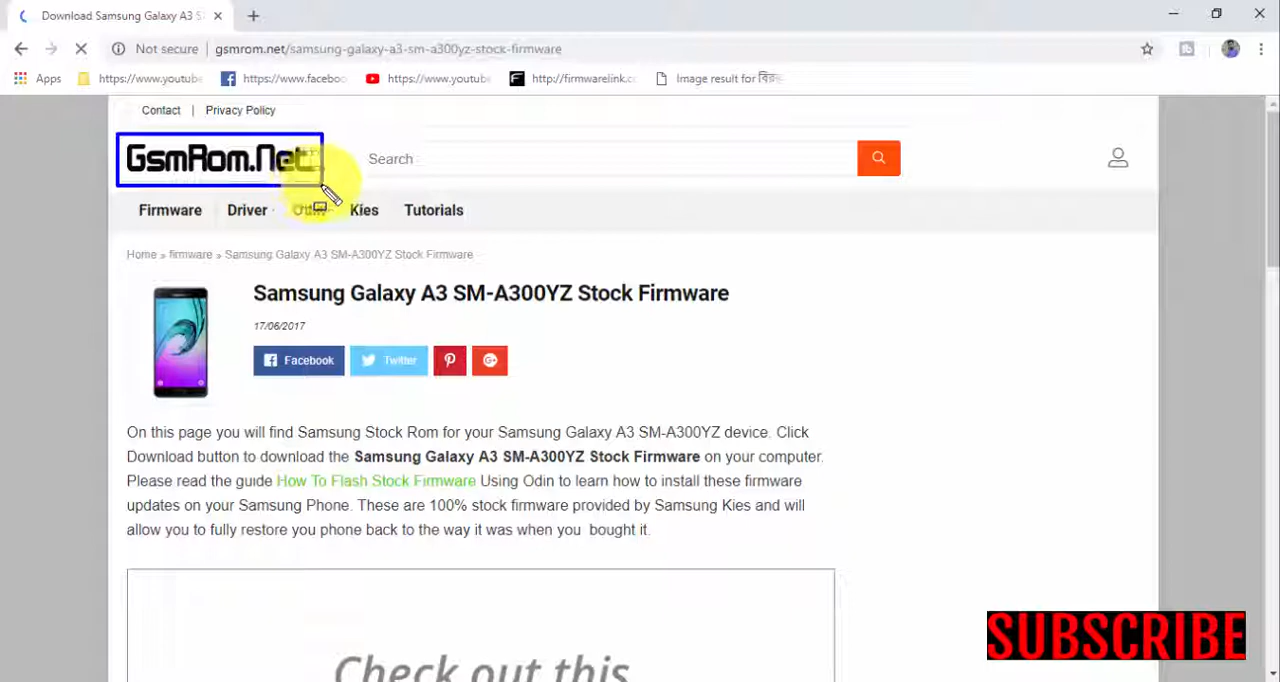 Download Samsung Galaxy A3 S
Not secure | gsmrom.net/samsung-galaxy-a3-sm-a300yz-stock-firmware
Apps https://www.youtube https://www.faceboo https://www.youtube http://firmwarelink.co Image result for বিরু
Contact | Privacy Policy
GsmRom.Net
Search
Firmware Driver Odin Kies Tutorials
Home » firmware » Samsung Galaxy A3 SM-A300YZ Stock Firmware
Samsung Galaxy A3 SM-A300YZ Stock Firmware
17/06/2017
Facebook Twitter
On this page you will find Samsung Stock Rom for your Samsung Galaxy A3 SM-A300YZ device. Click
Download button to download the Samsung Galaxy A3 SM-A300YZ Stock Firmware on your computer.
Please read the guide How To Flash Stock Firmware Using Odin to learn how to install these firmware
updates on your Samsung Phone. These are 100% stock firmware provided by Samsung Kies and will
allow you to fully restore you phone back to the way it was when you bought it.
Check out this
SUBSCRIBE